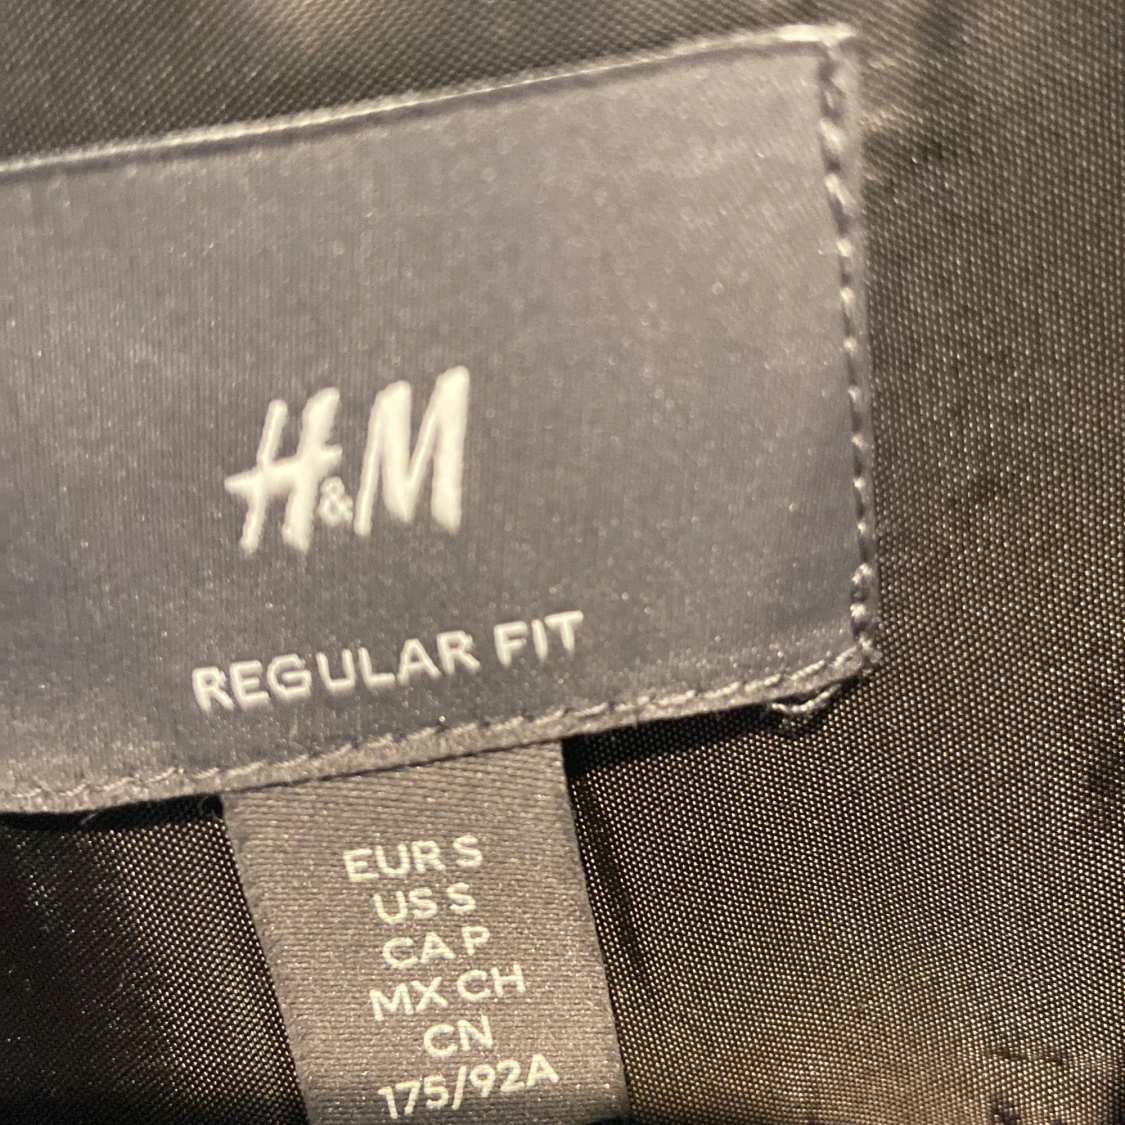 H&M
REGULAR FIT
EUR S
US S
CA P
MX CH
CN
175/92A